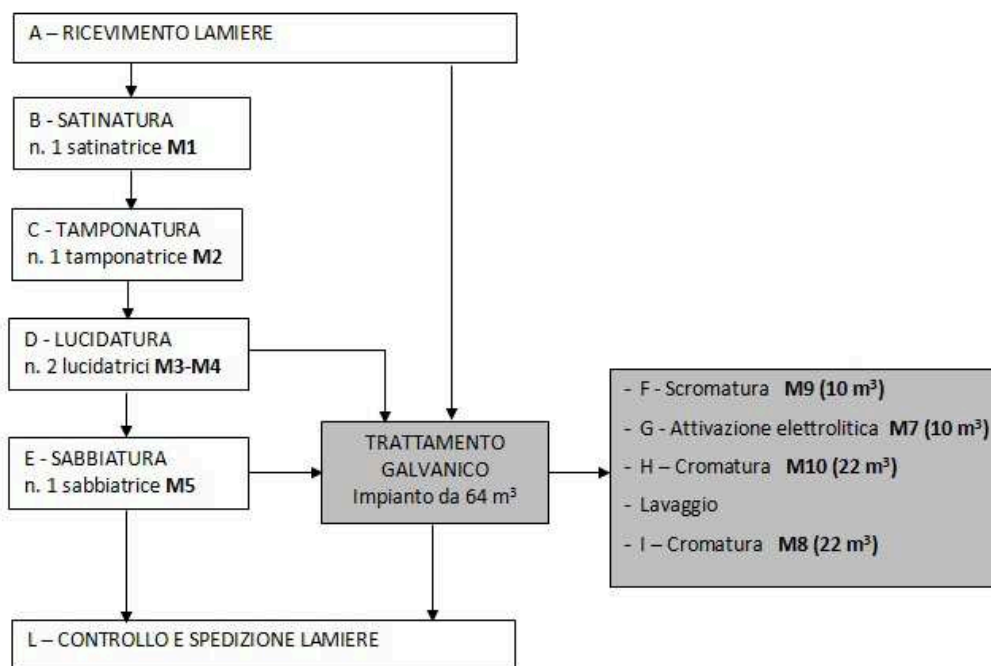 A – RICEVIMENTO LAMIERE
B - SATINATURA
n. 1 satinatrice M1
C - TAMPONATURA
n. 1 tamponatrice M2
D - LUCIDATURA
n. 2 lucidatrici M3-M4
E - SABBIATURA
n. 1 sabbiatrice M5
TRATTAMENTO
GALVANICO
Impianto da 64 m³
- F - Scromatura M9 (10 m³)
- G - Attivazione elettrolitica M7 (10 m³)
- H – Cromatura M10 (22 m³)
- Lavaggio
- I – Cromatura M8 (22 m³)
L – CONTROLLO E SPEDIZIONE LAMIERE